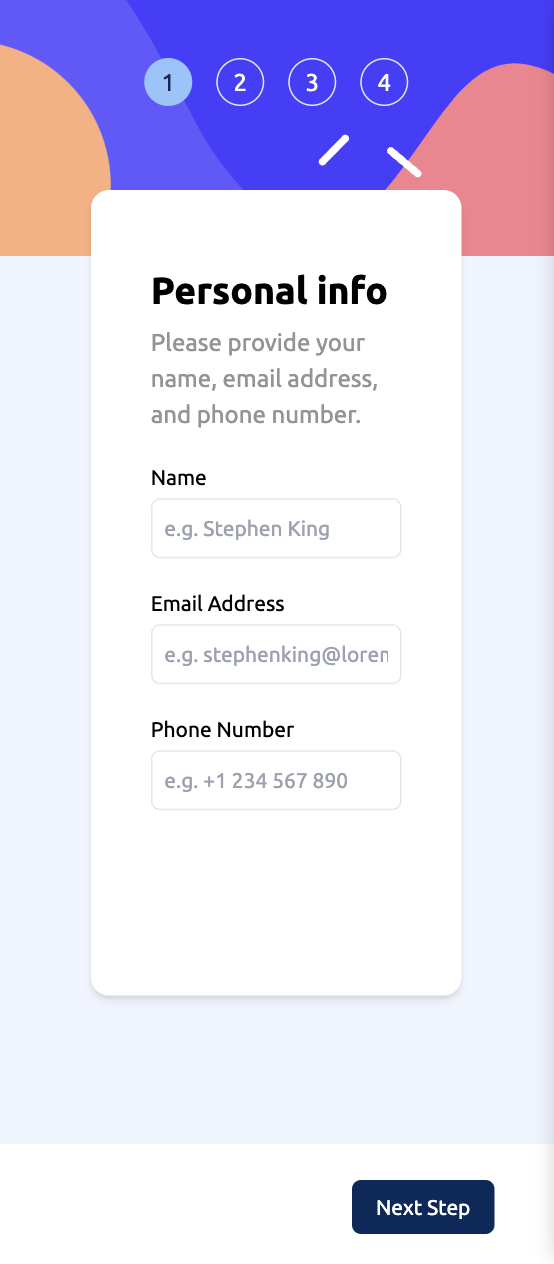 1 2 3 4
Personal info
Please provide your
name, email address,
and phone number.
Name
e.g. Stephen King
Email Address
e.g. stephenking@loren
Phone Number
e.g. +1 234 567 890
Next Step